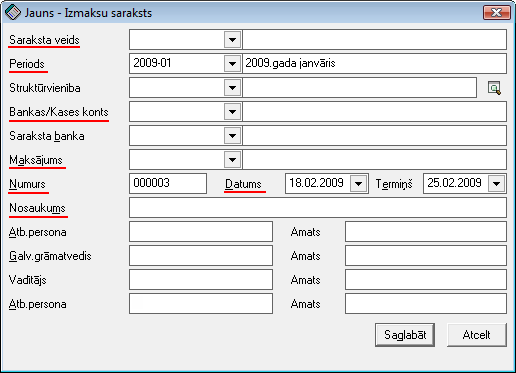 Jauns - Izmaksu saraksts
Saraksta veids
Periods 2009-01 2009.gada janvāris
Struktūrvienība
Bankas/Kases konts
Saraksta banka
Maksājums
Numurs 000003 Datums 18.02.2009 Termiņš 25.02.2009
Nosaukums
Atb.persona Amats
Galv.grāmatvedis Amats
Vadītājs Amats
Atb.persona Amats
Saglabāt Atcelt